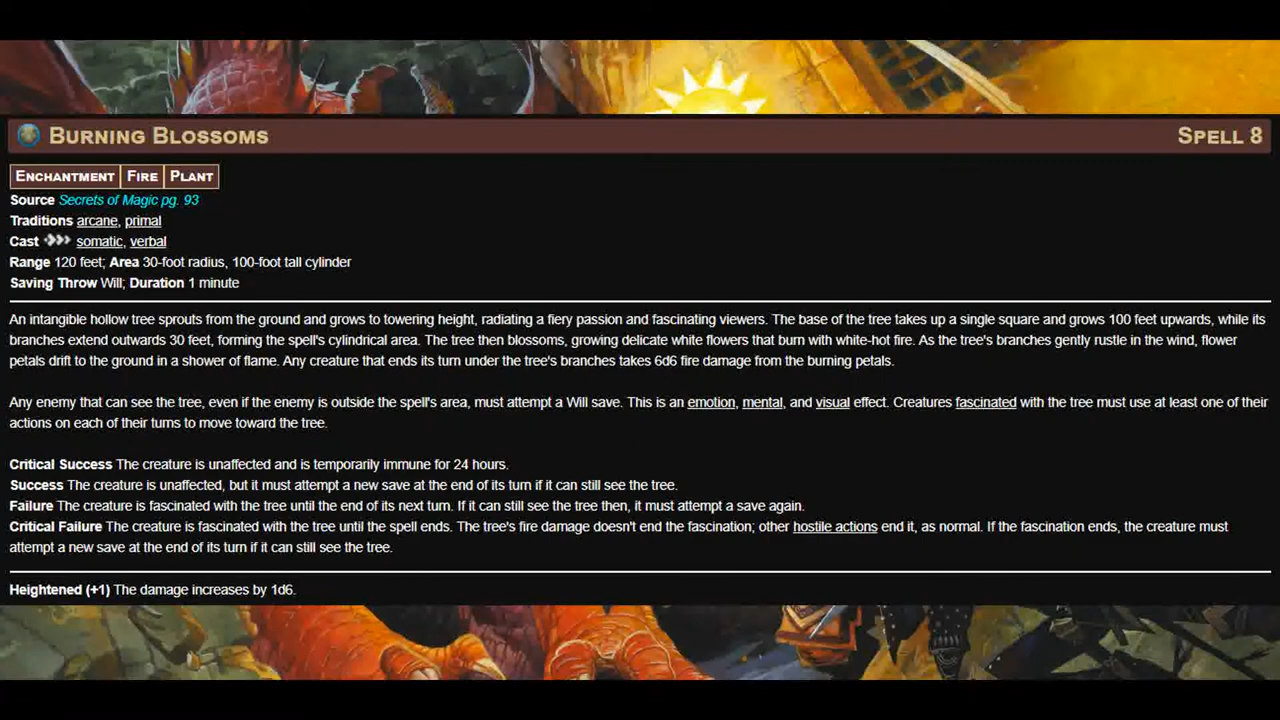 Burning Blossoms Spell 8
Enchantment Fire Plant
Source Secrets of Magic pg. 93
Traditions arcane, primal
Cast somatic, verbal
Range 120 feet; Area 30-foot radius, 100-foot tall cylinder
Saving Throw Will; Duration 1 minute
An intangible hollow tree sprouts from the ground and grows to towering height, radiating a fiery passion and fascinating viewers. The base of the tree takes up a single square and grows 100 feet upwards, while its
branches extend outwards 30 feet, forming the spell's cylindrical area. The tree then blossoms, growing delicate white flowers that burn with white-hot fire. As the tree's branches gently rustle in the wind, flower
petals drift to the ground in a shower of flame. Any creature that ends its turn under the tree's branches takes 6d6 fire damage from the burning petals.
Any enemy that can see the tree, even if the enemy is outside the spell's area, must attempt a Will save. This is an emotion, mental, and visual effect. Creatures fascinated with the tree must use at least one of their
actions on each of their turns to move toward the tree.
Critical Success The creature is unaffected and is temporarily immune for 24 hours.
Success The creature is unaffected, but it must attempt a new save at the end of its turn if it can still see the tree.
Failure The creature is fascinated with the tree until the end of its next turn. If it can still see the tree then, it must attempt a save again.
Critical Failure The creature is fascinated with the tree until the spell ends. The tree's fire damage doesn't end the fascination; other hostile actions end it, as normal. If the fascination ends, the creature must
attempt a new save at the end of its turn if it can still see the tree.
Heightened (+1) The damage increases by 1d6.